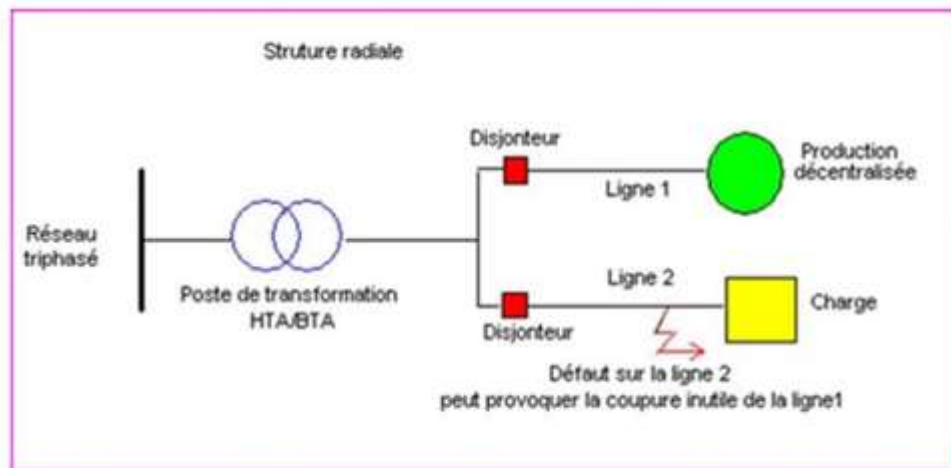 Struture radiale
Disjonteur
Production
décentralisée
Ligne 1
Réseau
triphasé
Ligne 2
Poste de transformation
HTA/BTA
Charge
Disjonteur
Défaut sur la ligne 2
peut provoquer la coupure inutile de la ligne1